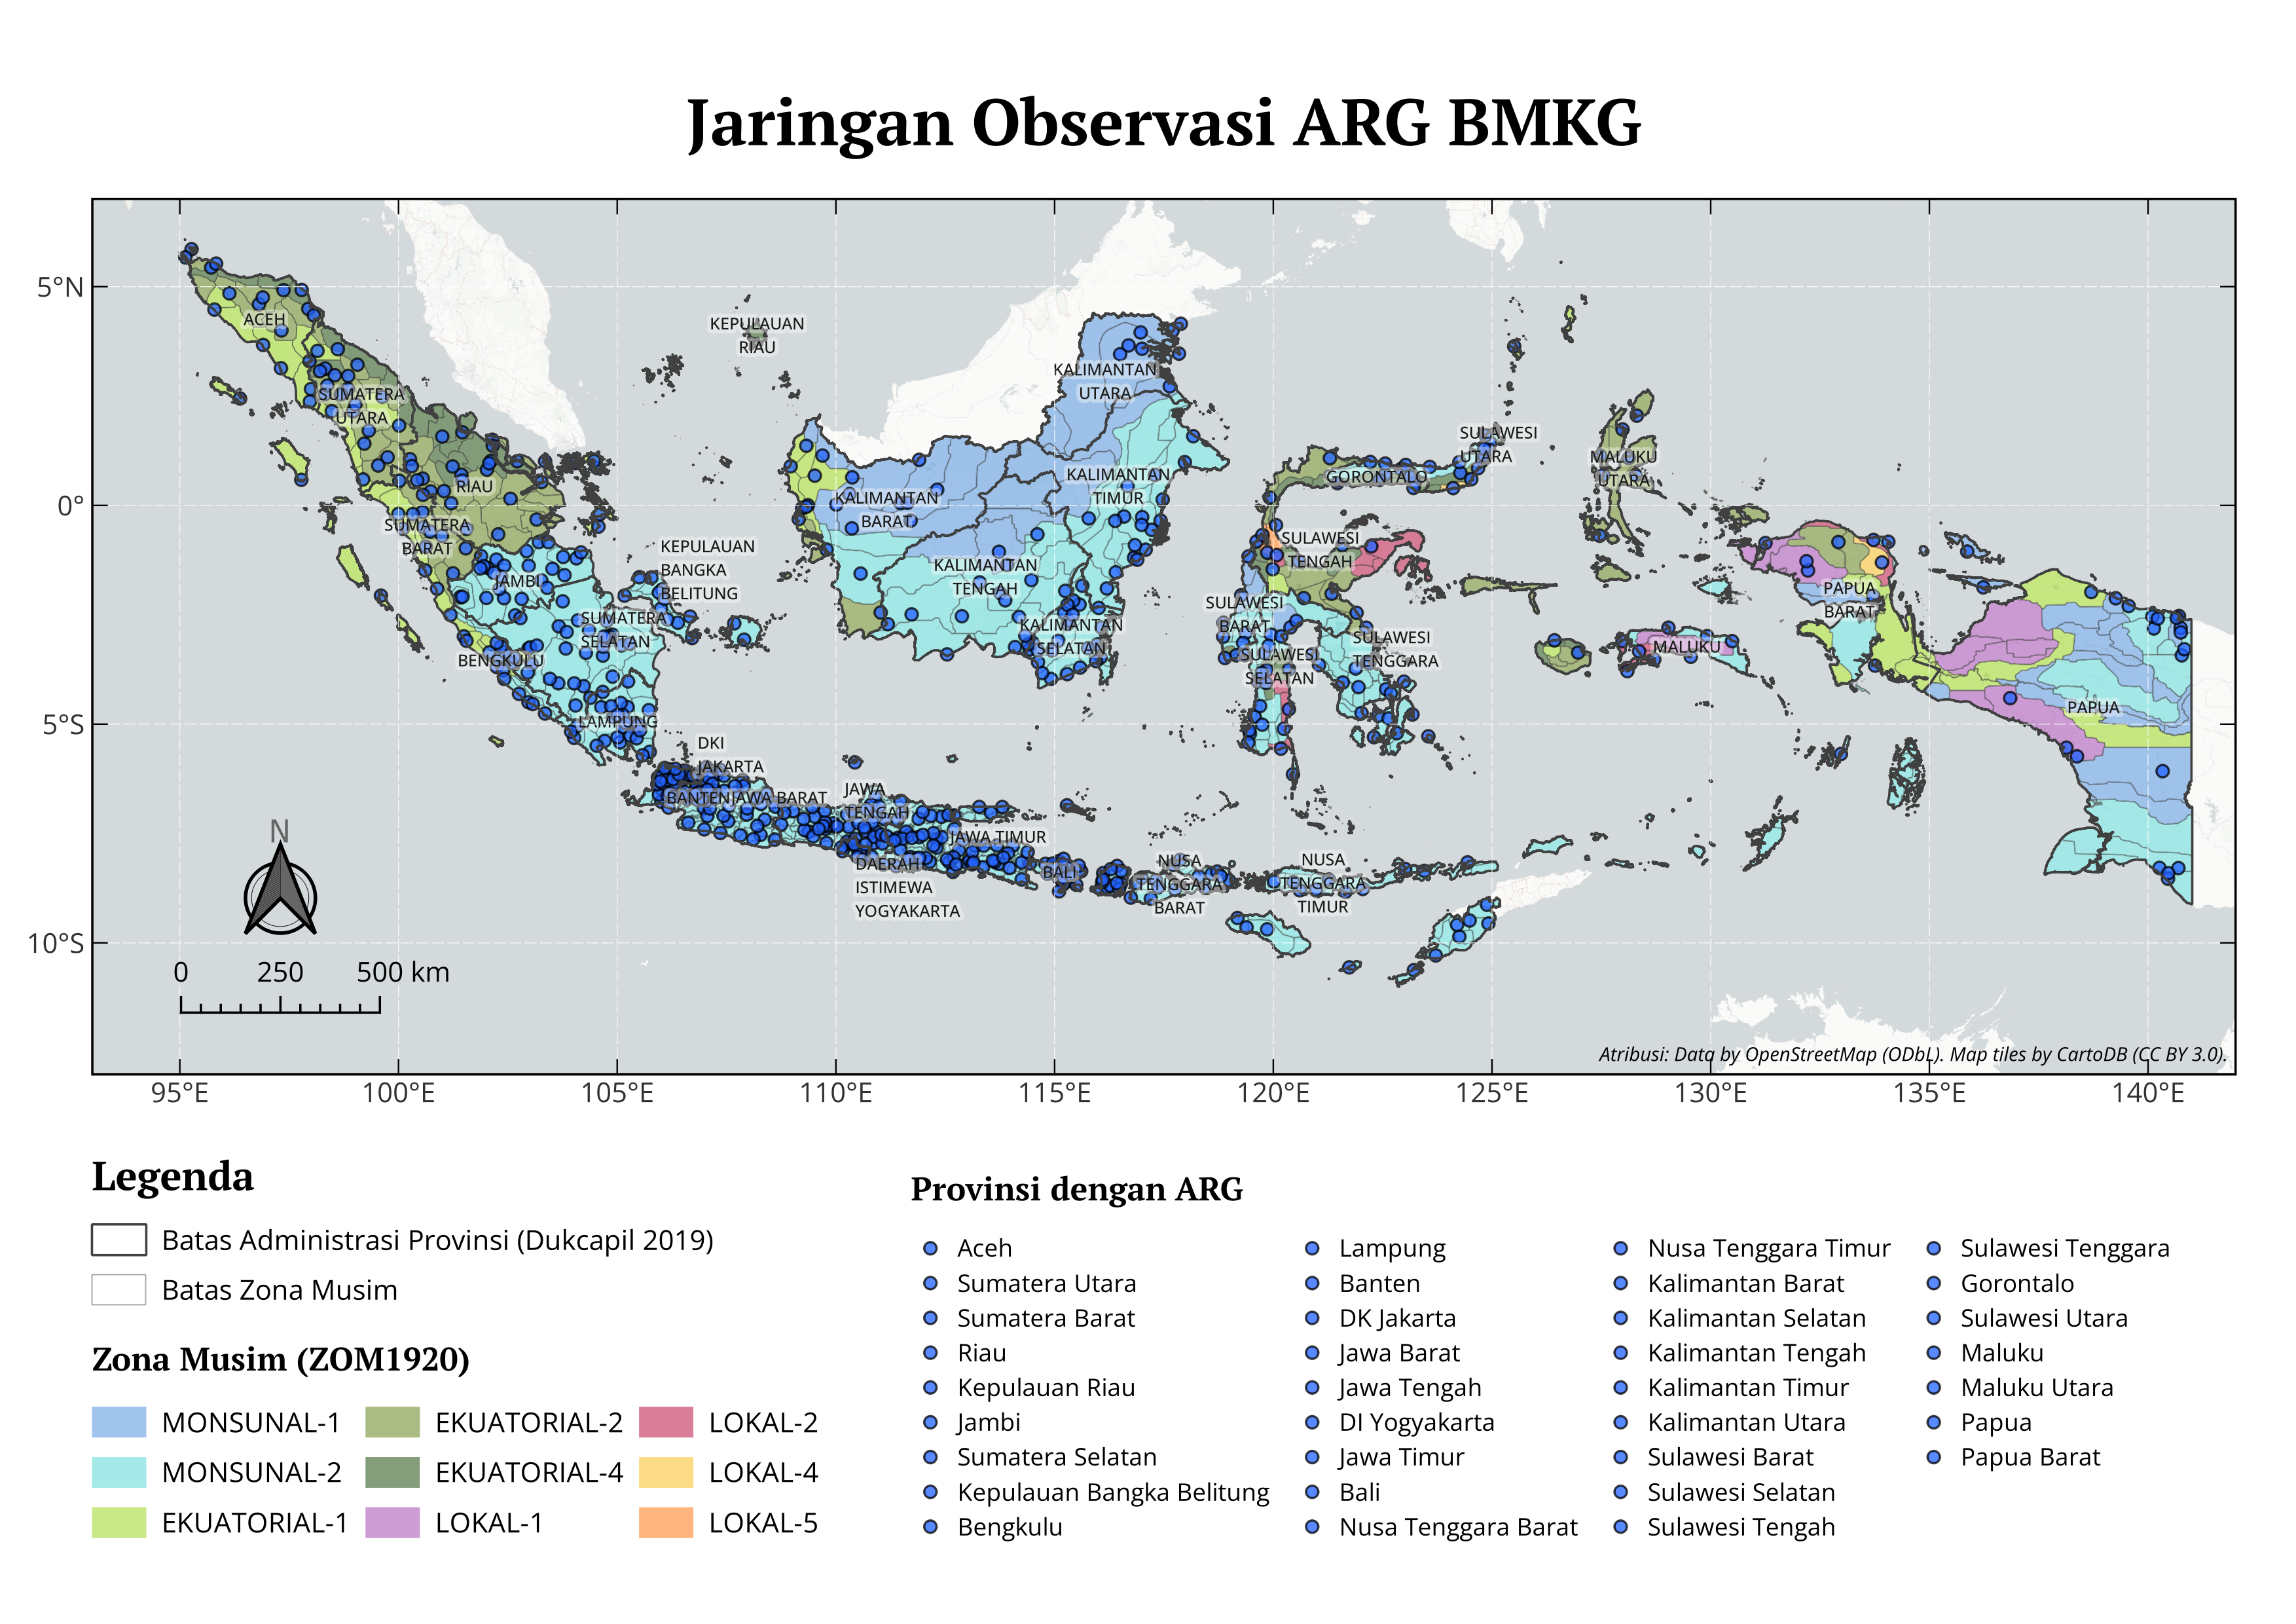 Jaringan Observasi ARG BMKG
5°N
0°
5°S
10°S
ACEH
SUMATERA
UTARA
RIAU
SUMATERA
BARAT
KEPULAUAN
RIAU
JAMBI
KEPULAUAN
BANGKA
BELITUNG
SUMATERA
SELATAN
BENGKULU
LAMPUNG
DKI
JAKARTA
BANTEN
JAWA BARAT
JAWA
TENGAH
DAERAH
ISTIMEWA
YOGYAKARTA
JAWA TIMUR
BALI
NUSA
TENGGARA
BARAT
NUSA
TENGGARA
TIMUR
KALIMANTAN
UTARA
KALIMANTAN
TIMUR
KALIMANTAN
BARAT
KALIMANTAN
TENGAH
KALIMANTAN
SELATAN
SULAWESI
UTARA
GORONTALO
SULAWESI
TENGAH
SULAWESI
BARAT
SULAWESI
SELATAN
SULAWESI
TENGGARA
MALUKU
UTARA
MALUKU
PAPUA
BARAT
PAPUA
N
0 250 500 km
Atribusi: Data by OpenStreetMap (ODbL). Map tiles by CartoDB (CC BY 3.0).
95°E 100°E 105°E 110°E 115°E 120°E 125°E 130°E 135°E 140°E
Legenda
Batas Administrasi Provinsi (Dukcapil 2019)
Batas Zona Musim
Zona Musim (ZOM1920)
MONSUNAL-1
MONSUNAL-2
EKUATORIAL-1
EKUATORIAL-2
EKUATORIAL-4
LOKAL-1
LOKAL-2
LOKAL-4
LOKAL-5
Provinsi dengan ARG
Aceh
Sumatera Utara
Sumatera Barat
Riau
Kepulauan Riau
Jambi
Sumatera Selatan
Kepulauan Bangka Belitung
Bengkulu
Lampung
Banten
DK Jakarta
Jawa Barat
Jawa Tengah
DI Yogyakarta
Jawa Timur
Bali
Nusa Tenggara Barat
Nusa Tenggara Timur
Kalimantan Barat
Kalimantan Selatan
Kalimantan Tengah
Kalimantan Timur
Kalimantan Utara
Sulawesi Barat
Sulawesi Selatan
Sulawesi Tengah
Sulawesi Tenggara
Gorontalo
Sulawesi Utara
Maluku
Maluku Utara
Papua
Papua Barat